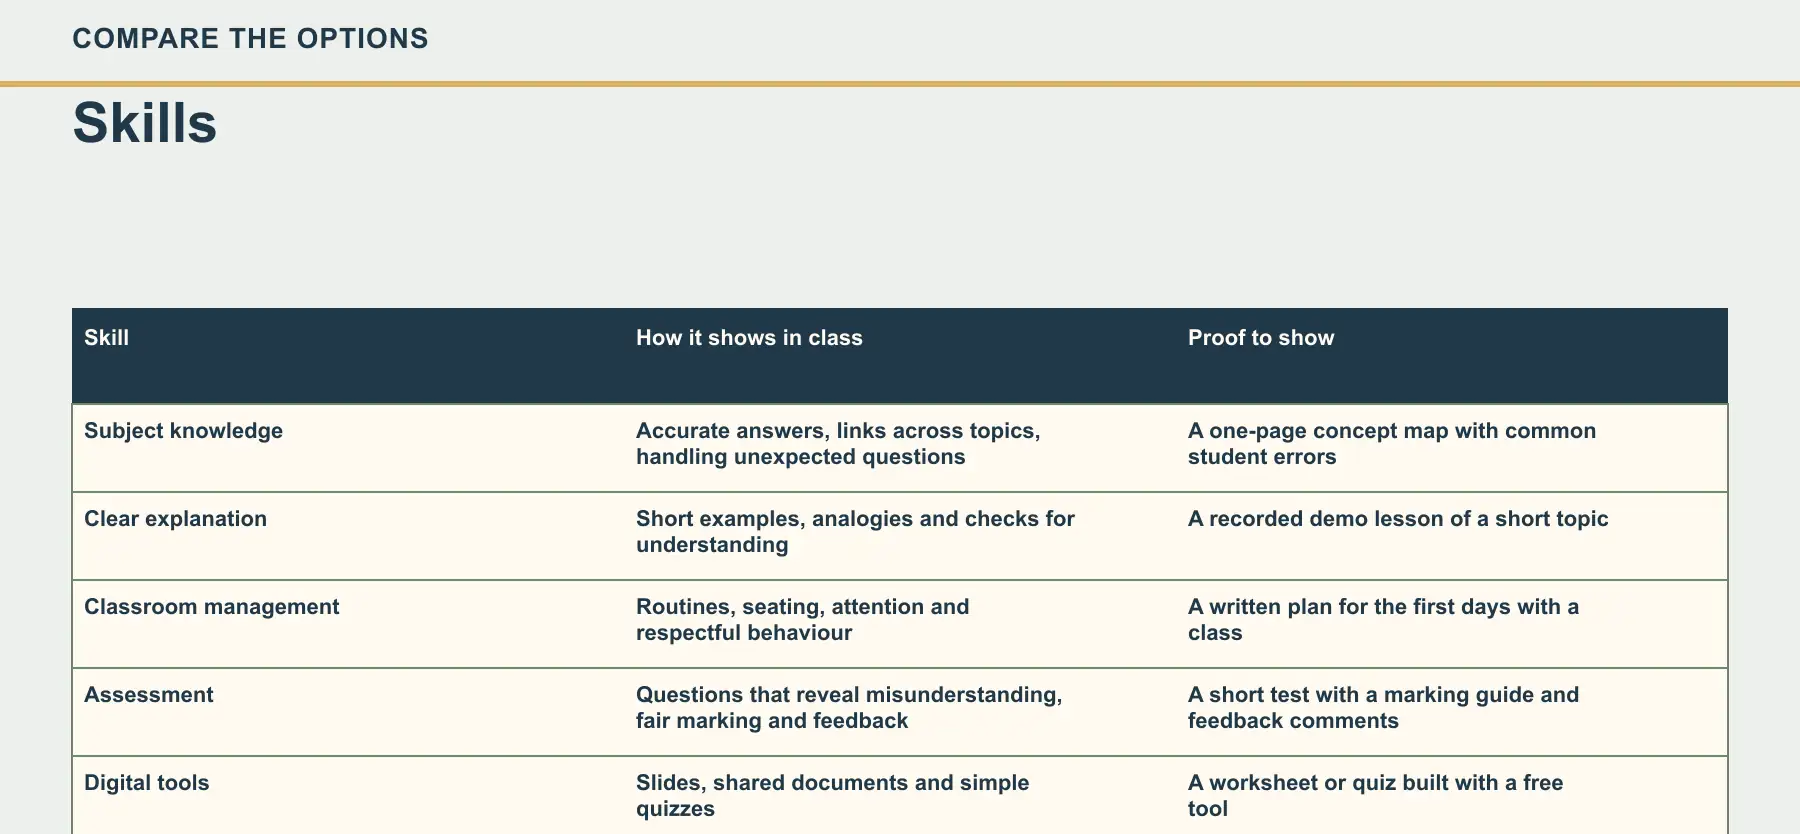 COMPARE THE OPTIONS
Skills
Skill
How it shows in class
Proof to show
Subject knowledge
Accurate answers, links across topics,
handling unexpected questions
A one-page concept map with common
student errors
Clear explanation
Short examples, analogies and checks for
understanding
A recorded demo lesson of a short topic
Classroom management
Routines, seating, attention and
respectful behaviour
A written plan for the first days with a
class
Assessment
Questions that reveal misunderstanding,
fair marking and feedback
A short test with a marking guide and
feedback comments
Digital tools
Slides, shared documents and simple
quizzes
A worksheet or quiz built with a free
tool